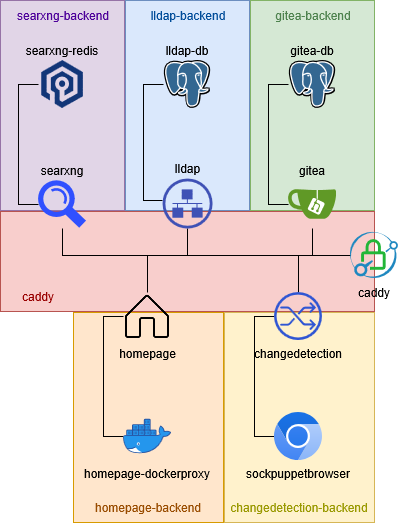 searxng-backend
lldap-backend
gitea-backend
searxng-redis
lldap-db
gitea-db
searxng
lldap
gitea
caddy
caddy
homepage
changedetection
homepage-dockerproxy
sockpuppetbrowser
homepage-backend
changedetection-backend